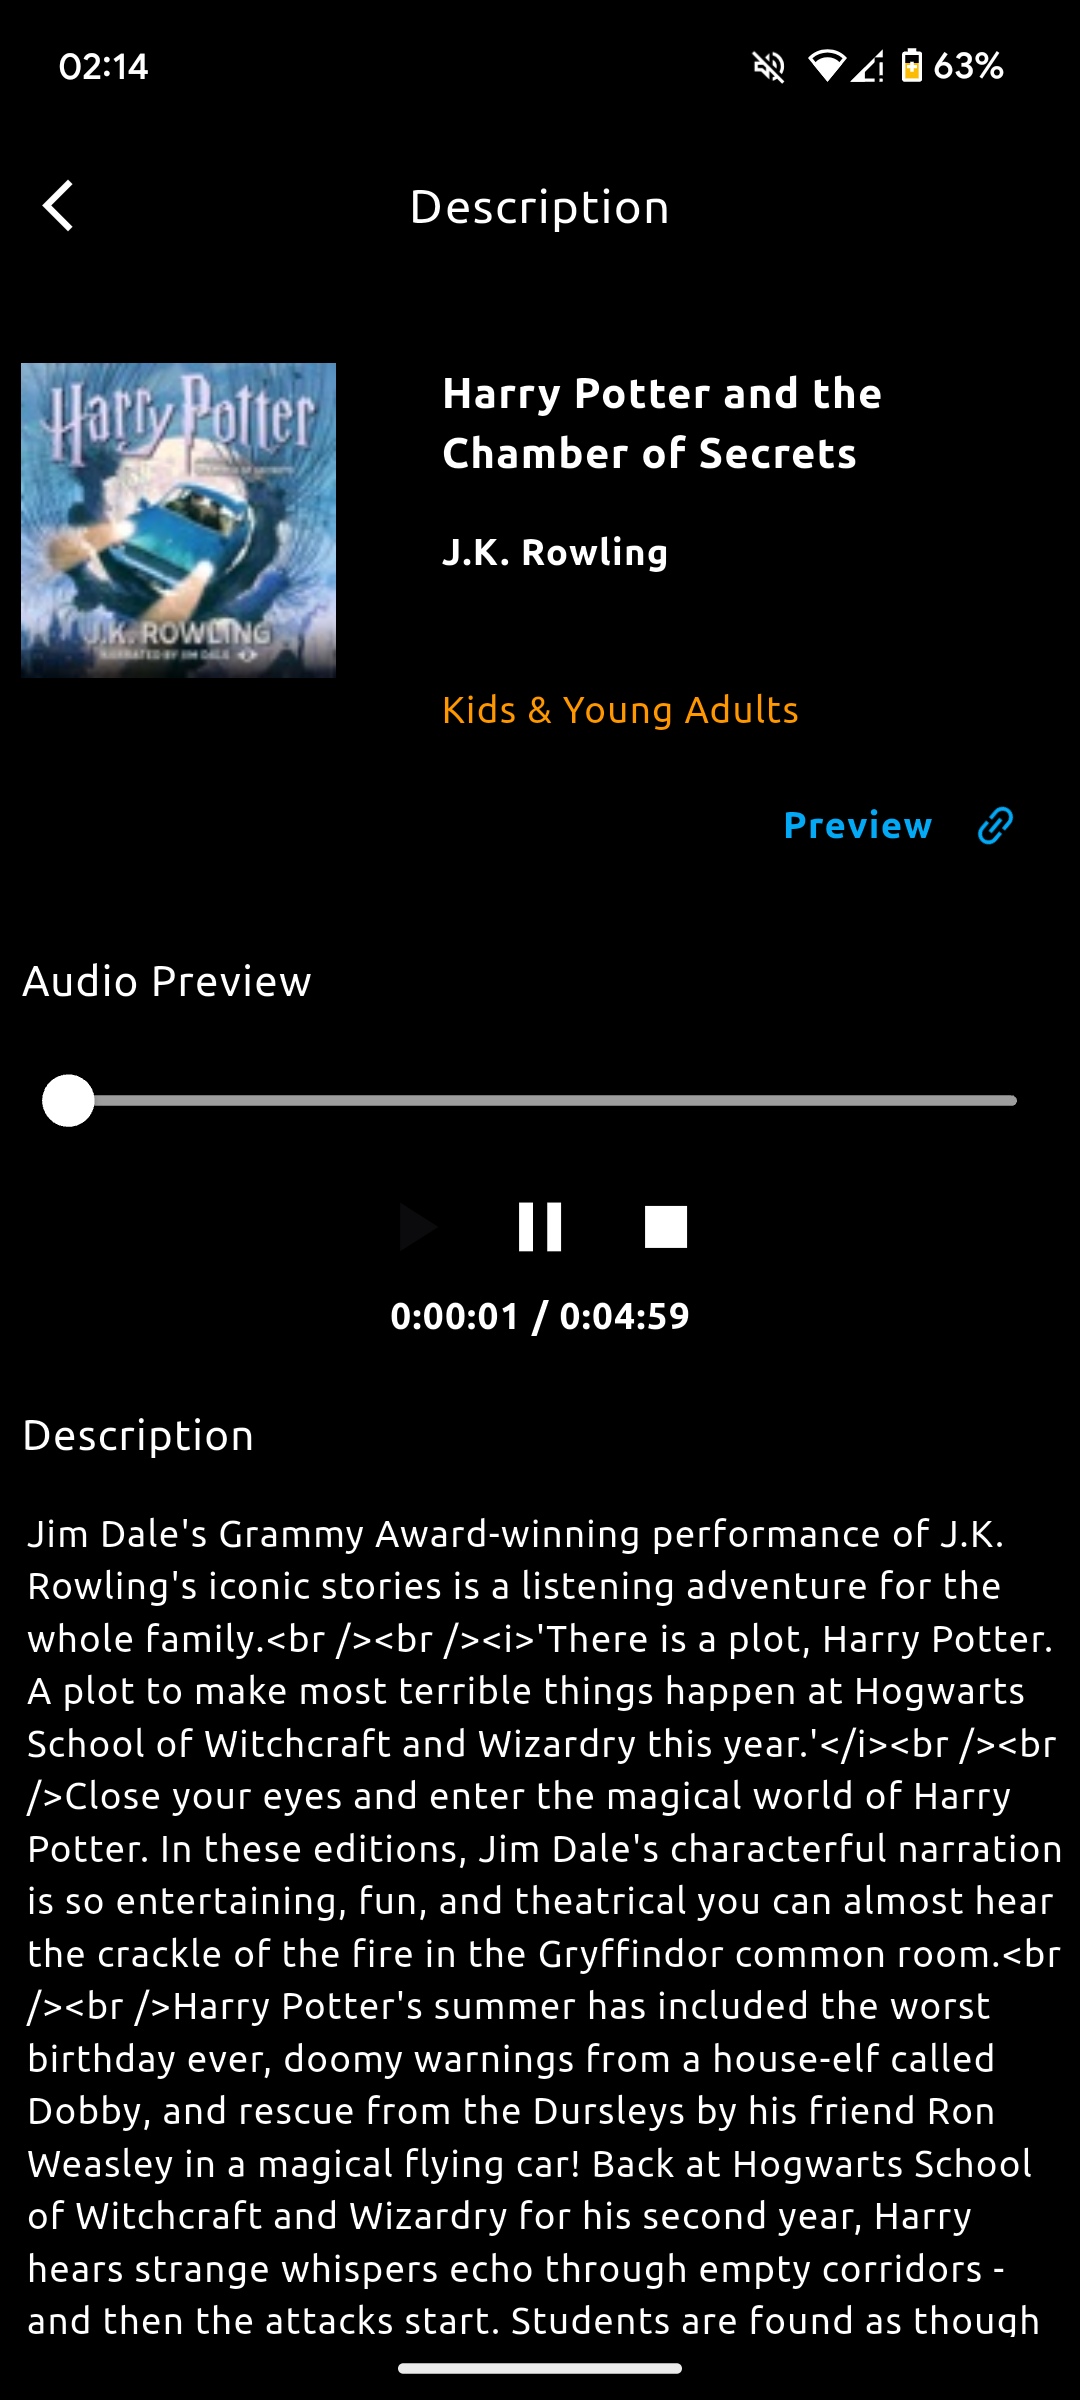 02:14
63%
Description
Harry Potter
J.K. ROWLING
NARRATED BY JIM DALE
Harry Potter and the
Chamber of Secrets
J.K. Rowling
Kids & Young Adults
Preview
Audio Preview
0:00:01 / 0:04:59
Description
Jim Dale's Grammy Award-winning performance of J.K.
Rowling's iconic stories is a listening adventure for the
whole family.<br /><br /><i>'There is a plot, Harry Potter.
A plot to make most terrible things happen at Hogwarts
School of Witchcraft and Wizardry this year.'</i><br /><br
/>Close your eyes and enter the magical world of Harry
Potter. In these editions, Jim Dale's characterful narration
is so entertaining, fun, and theatrical you can almost hear
the crackle of the fire in the Gryffindor common room.<br
/><br />Harry Potter's summer has included the worst
birthday ever, doomy warnings from a house-elf called
Dobby, and rescue from the Dursleys by his friend Ron
Weasley in a magical flying car! Back at Hogwarts School
of Witchcraft and Wizardry for his second year, Harry
hears strange whispers echo through empty corridors -
and then the attacks start. Students are found as though